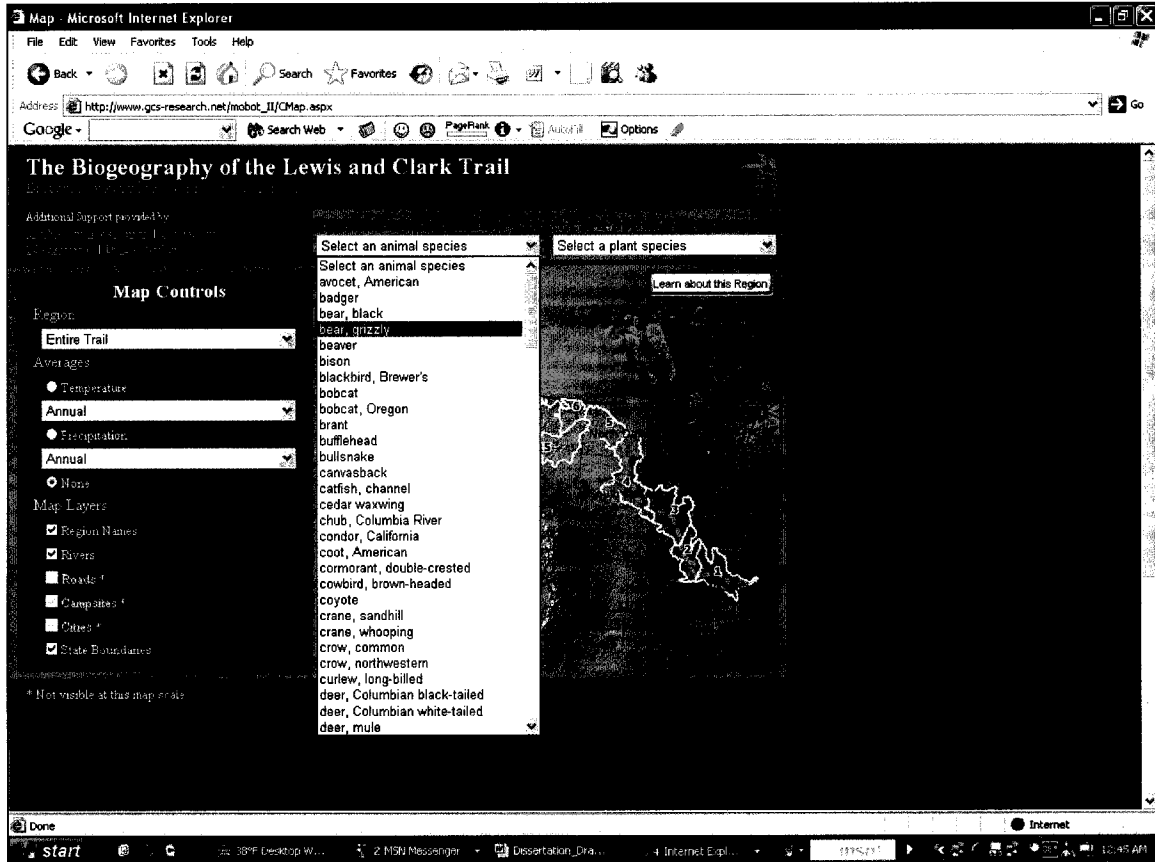 Map - Microsoft Internet Explorer
File Edit View Favorites Tools Help
Back Search Favorites
Address http://www.gcs-research.net/mobot_II/CMap.aspx Go
Google Search Web PageRank AutoFill Options
The Biogeography of the Lewis and Clark Trail
Additional Support provided by
Select an animal species Select a plant species
Learn about this Region
Map Controls
Region
Entire Trail
Averages
Temperature
Annual
Precipitation
Annual
None
Map Layers
Region Names
Rivers
Roads *
Campsites *
Cities *
State Boundaries
* Not visible at this map scale
Select an animal species
avocet, American
badger
bear, black
bear, grizzly
beaver
bison
blackbird, Brewer's
bobcat
bobcat, Oregon
brant
bufflehead
bullsnake
canvasback
catfish, channel
cedar waxwing
chub, Columbia River
condor, California
coot, American
cormorant, double-crested
cowbird, brown-headed
coyote
crane, sandhill
crane, whooping
crow, common
crow, northwestern
curlew, long-billed
deer, Columbian black-tailed
deer, Columbian white-tailed
deer, mule
Done Internet
start 38°F Desktop W... 2 MSN Messenger Dissertation_Dra... 4 Internet Expl... 12:45 AM